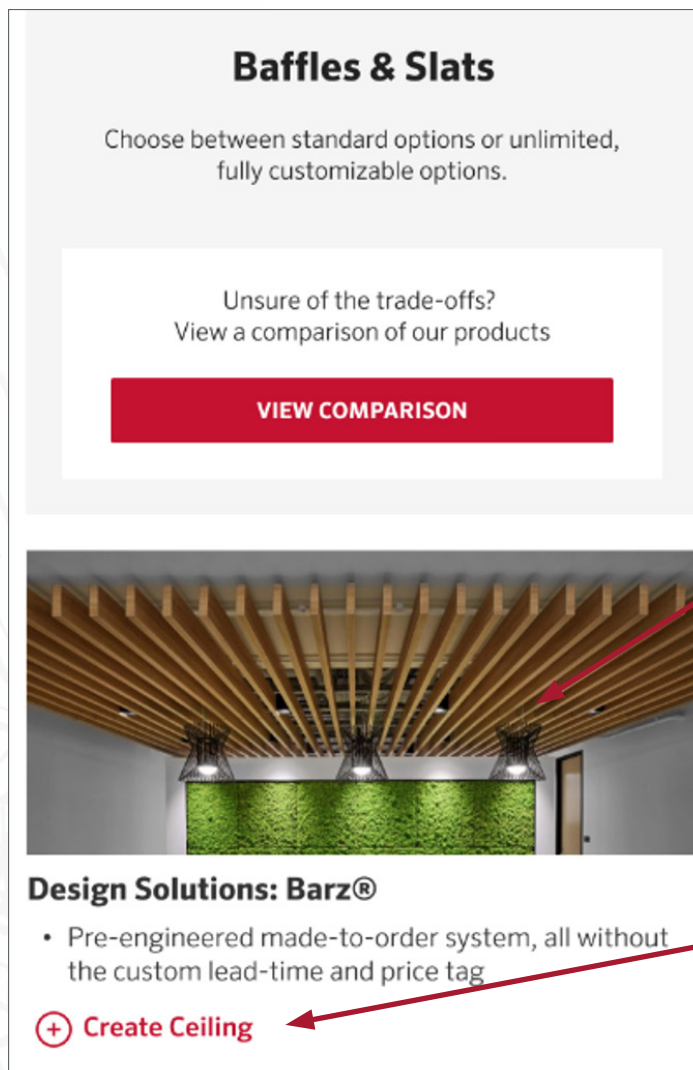 Baffles & Slats
Choose between standard options or unlimited,
fully customizable options.
Unsure of the trade-offs?
View a comparison of our products
VIEW COMPARISON
Design Solutions: Barz®
• Pre-engineered made-to-order system, all without
the custom lead-time and price tag
Create Ceiling